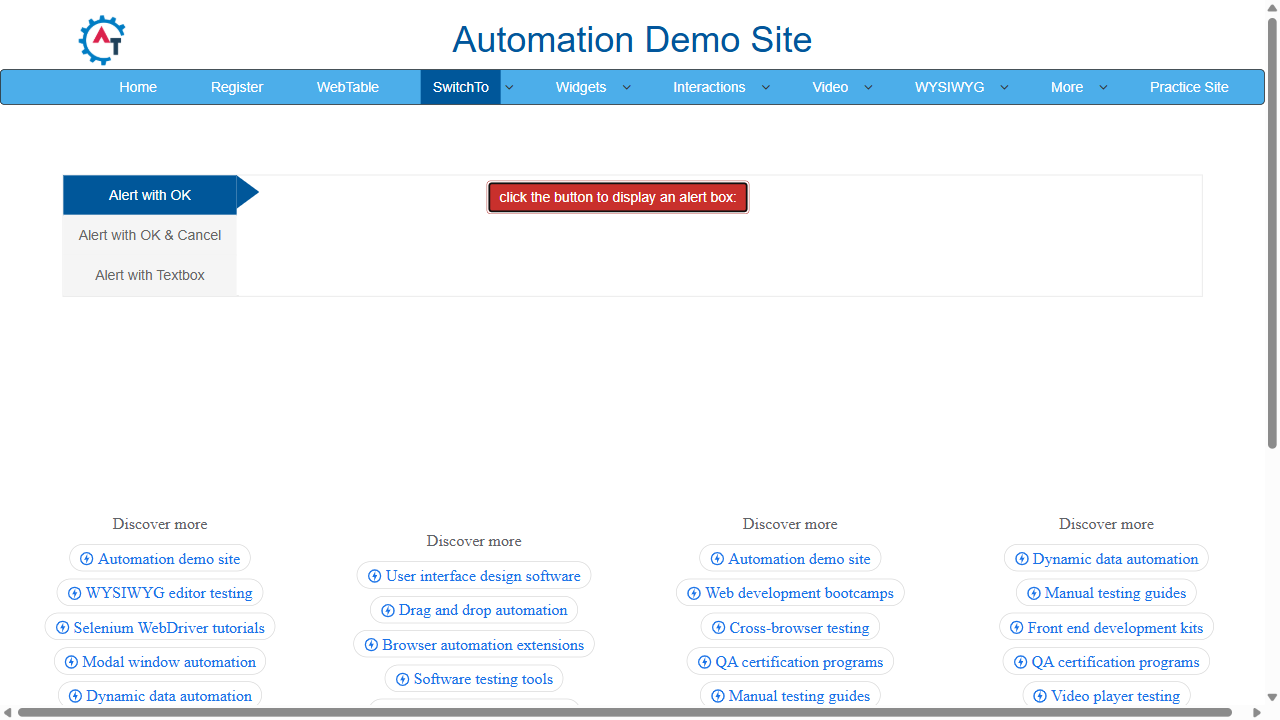 AT
Automation Demo Site
Home Register WebTable SwitchTo Widgets Interactions Video WYSIWYG More Practice Site
Alert with OK
click the button to display an alert box:
Alert with OK & Cancel
Alert with Textbox
Discover more
Automation demo site
WYSIWYG editor testing
Selenium WebDriver tutorials
Modal window automation
Dynamic data automation
Discover more
User interface design software
Drag and drop automation
Browser automation extensions
Software testing tools
Discover more
Automation demo site
Web development bootcamps
Cross-browser testing
QA certification programs
Manual testing guides
Discover more
Dynamic data automation
Manual testing guides
Front end development kits
QA certification programs
Video player testing